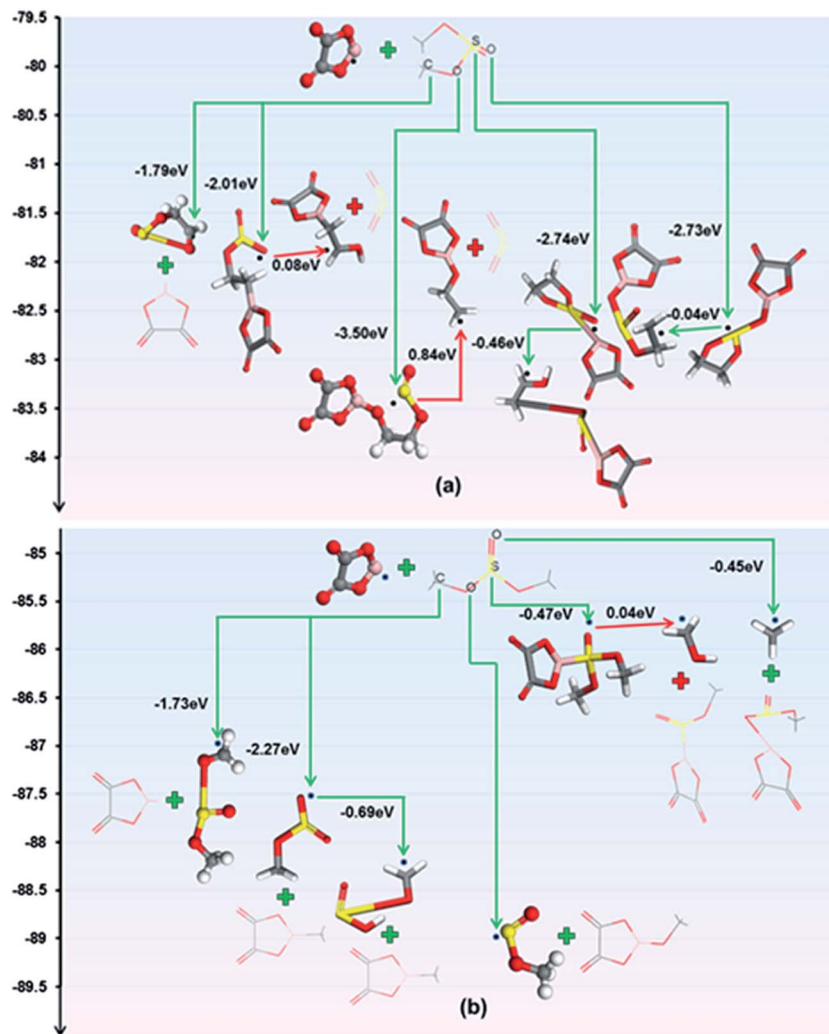 -79.5
-80
-80.5
-81
-81.5
-82
-82.5
-83
-83.5
-84
S
O
C
O
-1.79eV
-2.01eV
0.08eV
-3.50eV
0.84eV
-2.74eV
-0.46eV
-2.73eV
-0.04eV
(a)
-85
-85.5
-86
-86.5
-87
-87.5
-88
-88.5
-89
-89.5
O
S
C
O
-0.45eV
-0.47eV
0.04eV
-1.73eV
-2.27eV
-0.69eV
(b)